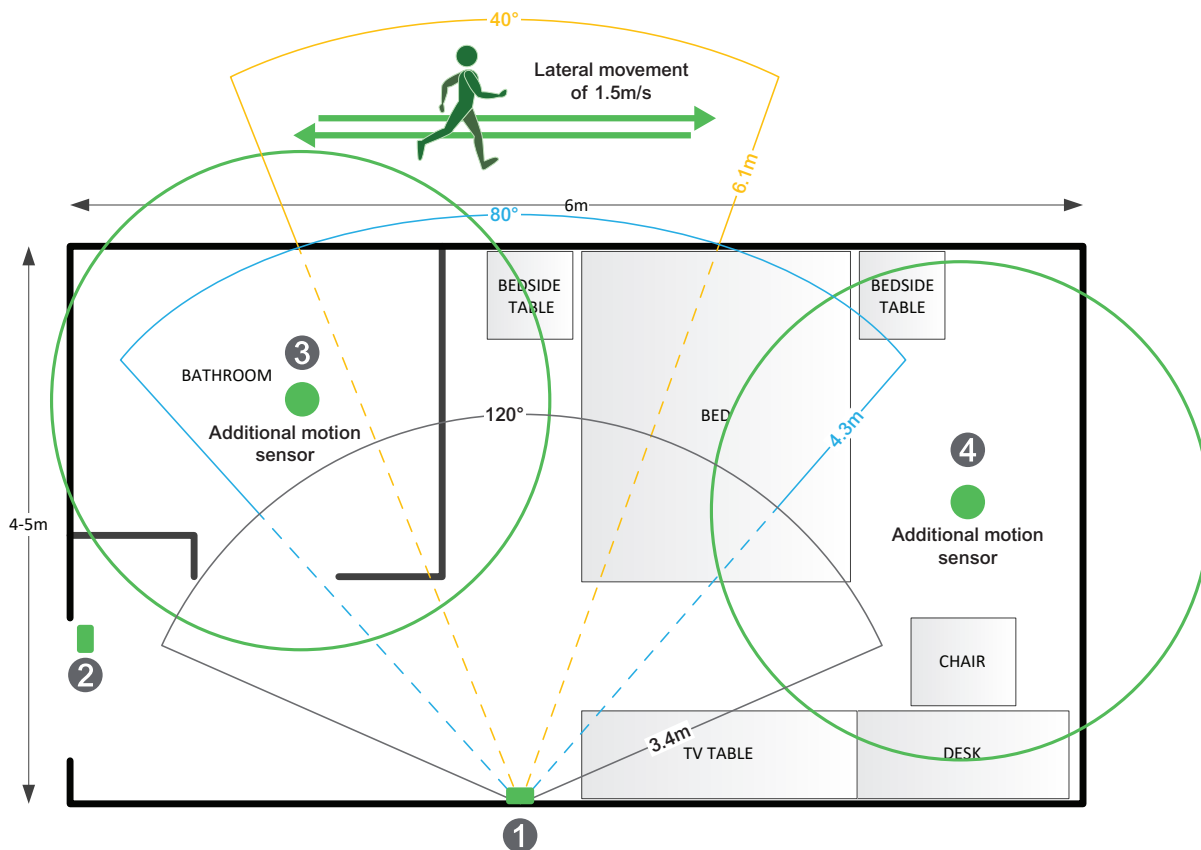 40°
Lateral movement
of 1.5m/s
6.1m
6m
80°
BEDSIDE
TABLE
BEDSIDE
TABLE
3
BATHROOM
Additional motion
sensor
120°
BED
4.3m
4
Additional motion
sensor
4-5m
2
CHAIR
3.4m
TV TABLE
DESK
1